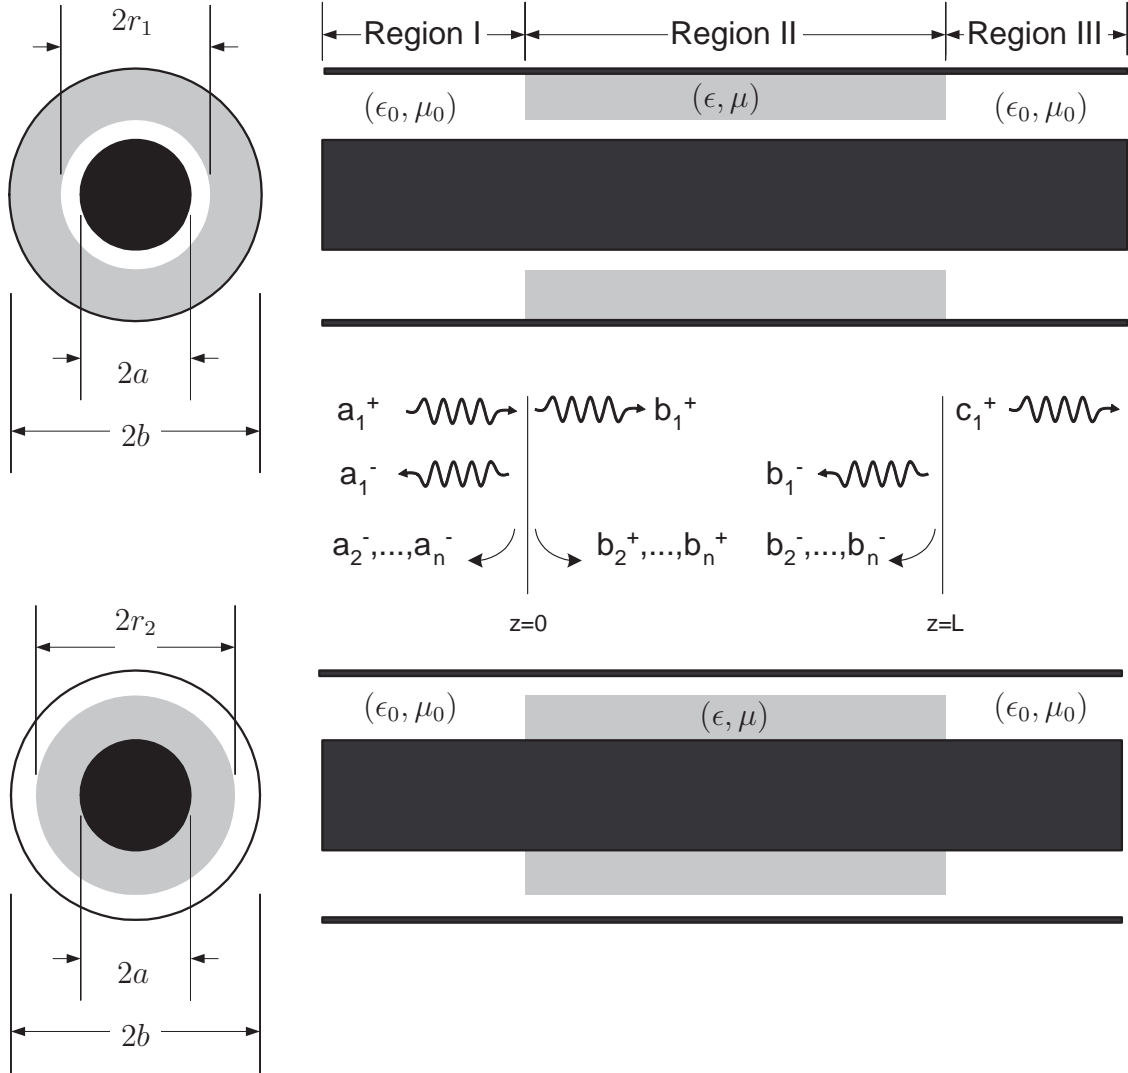 2r₁
Region I Region II Region III
(ϵ₀, μ₀) (ϵ, μ) (ϵ₀, μ₀)
2a
2b
a₁⁺ b₁⁺ c₁⁺
a₁⁻ b₁⁻
a₂⁻,...,aₙ⁻ b₂⁺,...,bₙ⁺ b₂⁻,...,bₙ⁻
z=0 z=L
2r₂
(ϵ₀, μ₀) (ϵ, μ) (ϵ₀, μ₀)
2a
2b